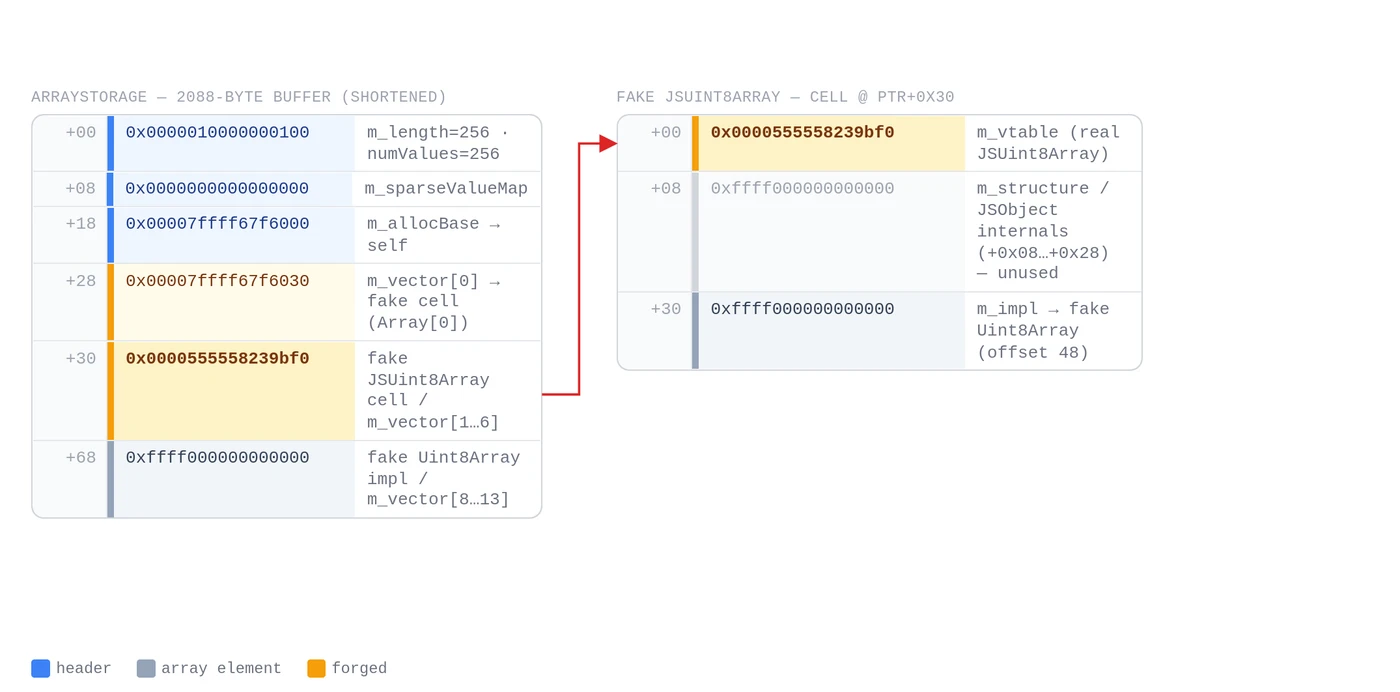 ARRAYSTORAGE — 2088-BYTE BUFFER (SHORTENED)
+00 0x0000010000000100 m_length=256 ·
numValues=256
+08 0x0000000000000000 m_sparseValueMap
+18 0x00007ffff67f6000 m_allocBase →
self
+28 0x00007ffff67f6030 m_vector[0] →
fake cell
(Array[0])
+30 0x0000555558239bf0 fake
JSUint8Array
cell /
m_vector[1…6]
+68 0xffff000000000000 fake Uint8Array
impl /
m_vector[8…13]
FAKE JSUINT8ARRAY — CELL @ PTR+0X30
+00 0x0000555558239bf0 m_vtable (real
JSUint8Array)
+08 0xffff000000000000 m_structure /
JSObject
internals
(+0x08…+0x28)
— unused
+30 0xffff000000000000 m_impl → fake
Uint8Array
(offset 48)
header array element forged